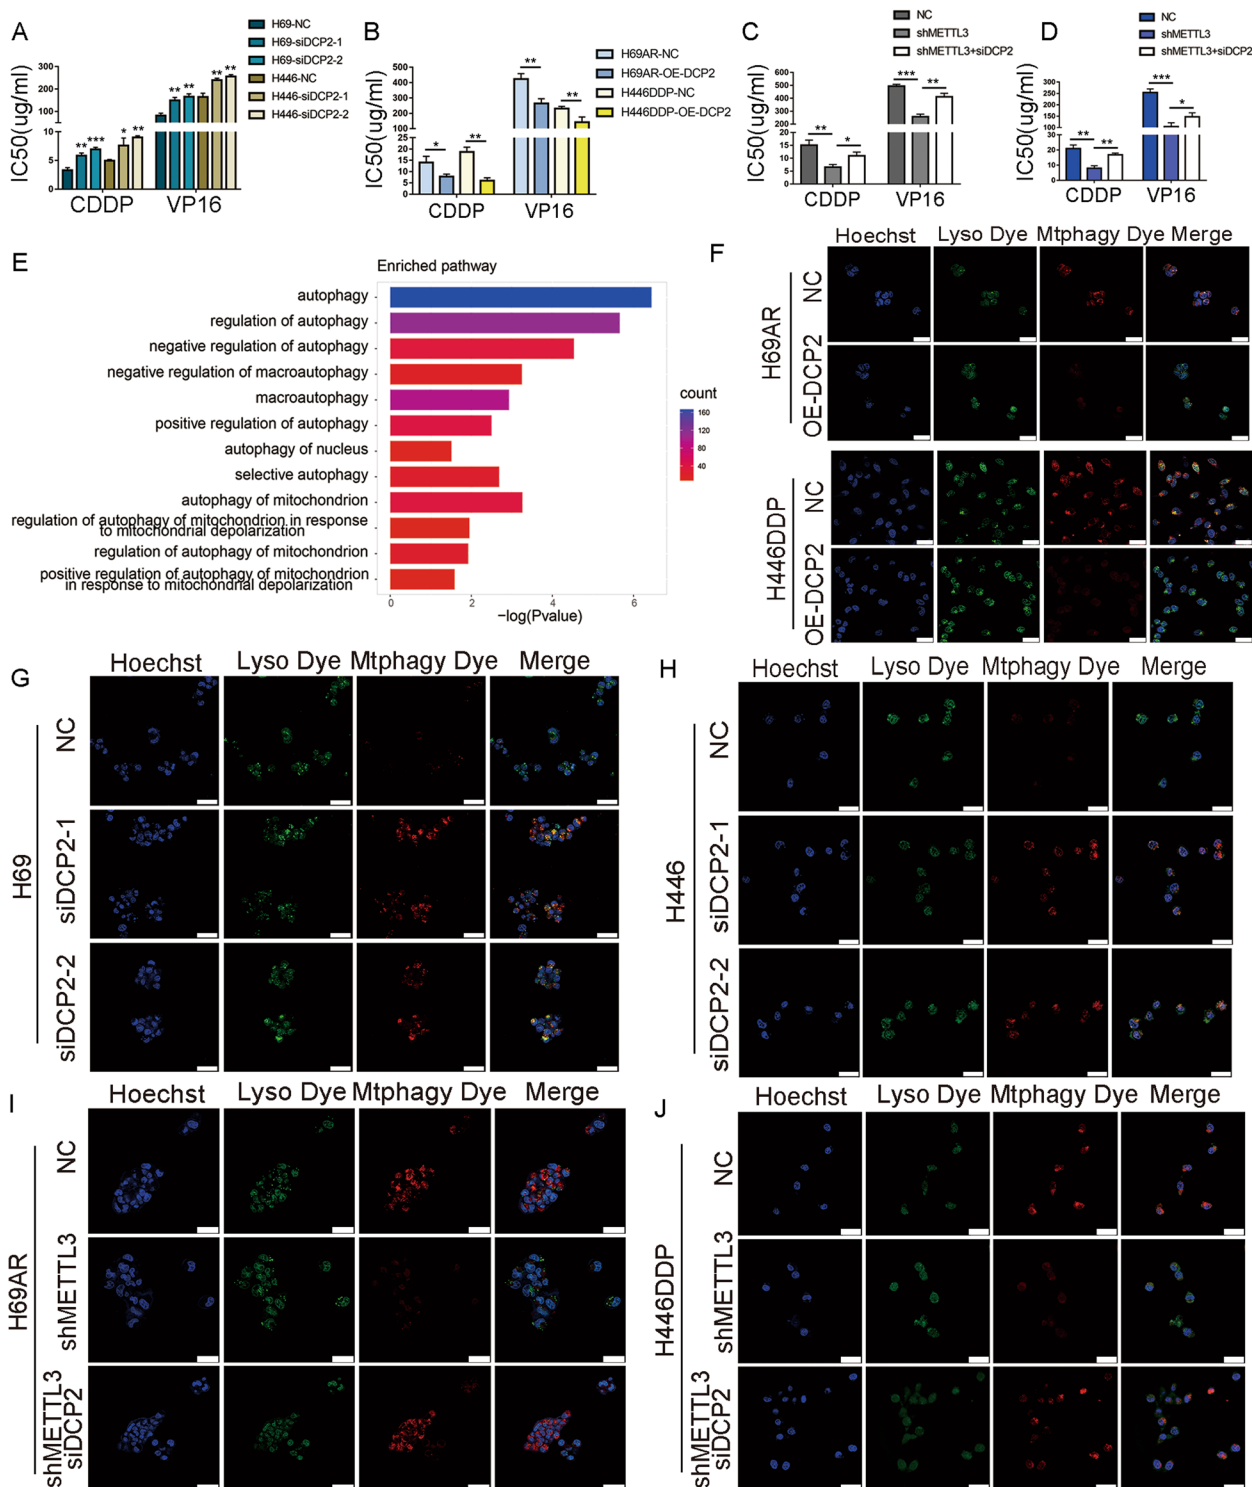 A
H69-NC
H69-siDCP2-1
H69-siDCP2-2
H446-NC
H446-siDCP2-1
H446-siDCP2-2
IC50(ug/ml)
300
200
100
10
5
0
** *** * ** ** ** ** **
CDDP VP16
B
H69AR-NC
H69AR-OE-DCP2
H446DDP-NC
H446DDP-OE-DCP2
IC50(ug/ml)
500
400
300
200
100
20
15
10
5
0
* ** ** **
CDDP VP16
C
NC
shMETTL3
shMETTL3+siDCP2
IC50(ug/ml)
600
500
400
300
200
20
15
10
5
0
** * *** **
CDDP VP16
D
NC
shMETTL3
shMETTL3+siDCP2
IC50(ug/ml)
300
250
200
150
100
30
20
10
0
** ** *** *
CDDP VP16
E
Enriched pathway
autophagy
regulation of autophagy
negative regulation of autophagy
negative regulation of macroautophagy
macroautophagy
positive regulation of autophagy
autophagy of nucleus
selective autophagy
autophagy of mitochondrion
regulation of autophagy of mitochondrion in response
to mitochondrial depolarization
regulation of autophagy of mitochondrion
positive regulation of autophagy of mitochondrion
in response to mitochondrial depolarization
0 2 4 6
−log(Pvalue)
count
160
120
80
40
F
Hoechst Lyso Dye Mtphagy Dye Merge
H69AR
NC
OE-DCP2
H446DDP
NC
OE-DCP2
G
Hoechst Lyso Dye Mtphagy Dye Merge
H69
NC
siDCP2-1
siDCP2-2
H
Hoechst Lyso Dye Mtphagy Dye Merge
H446
NC
siDCP2-1
siDCP2-2
I
Hoechst Lyso Dye Mtphagy Dye Merge
H69AR
NC
shMETTL3
shMETTL3
siDCP2
J
Hoechst Lyso Dye Mtphagy Dye Merge
H446DDP
NC
shMETTL3
shMETTL3
siDCP2